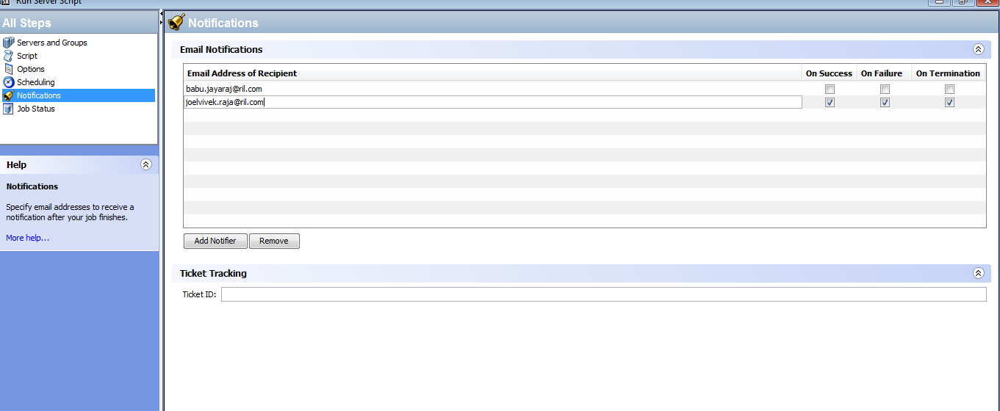 Run Server Script
All Steps
Servers and Groups
Script
Options
Scheduling
Notifications
Job Status
Help
Notifications
Specify email addresses to receive a
notification after your job finishes.
More help...
Notifications
Email Notifications
Email Address of Recipient On Success On Failure On Termination
babu.jayaraj@ril.com
joelvivek.raja@ril.com
Add Notifier Remove
Ticket Tracking
Ticket ID: